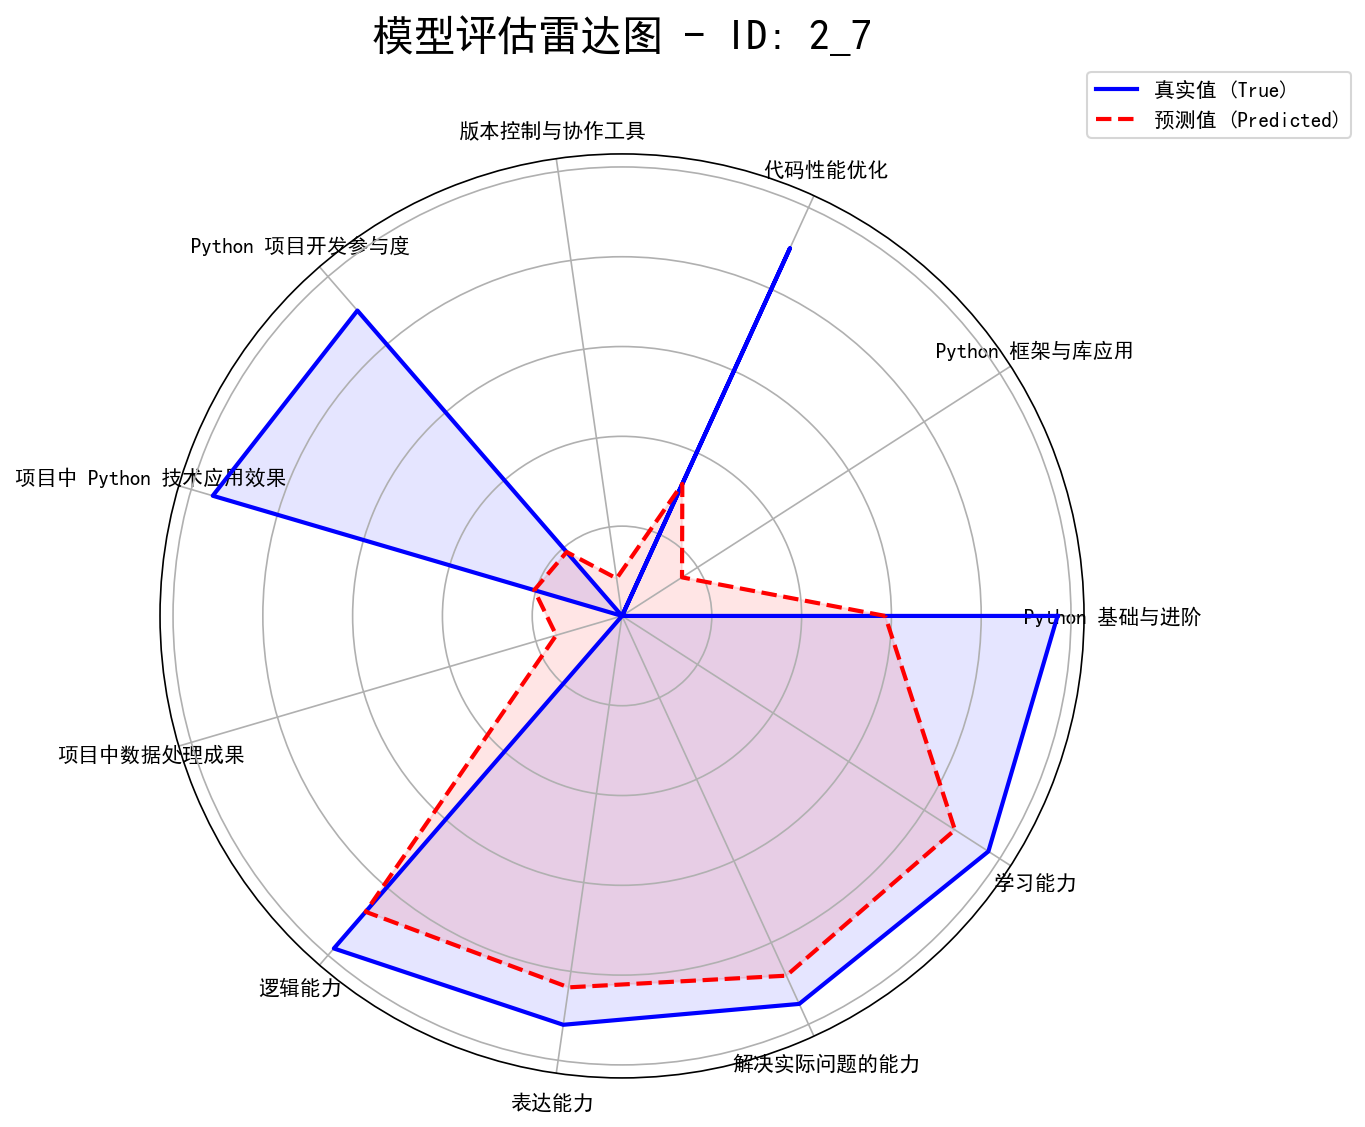 模型评估雷达图 - ID: 2_7
真实值 (True)
预测值 (Predicted)
版本控制与协作工具
代码性能优化
Python 项目开发参与度
Python 框架与库应用
项目中 Python 技术应用效果
Python 基础与进阶
项目中数据处理成果
学习能力
逻辑能力
解决实际问题的能力
表达能力